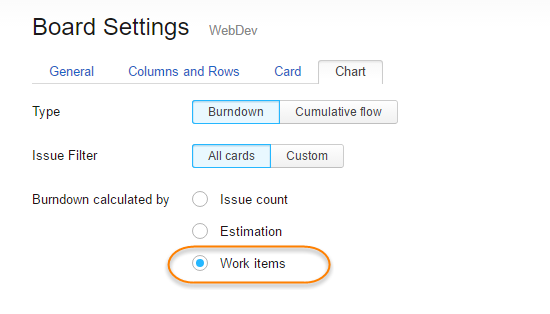 Board Settings WebDev
General Columns and Rows Card Chart
Type Burndown Cumulative flow
Issue Filter All cards Custom
Burndown calculated by Issue count
Estimation
Work items